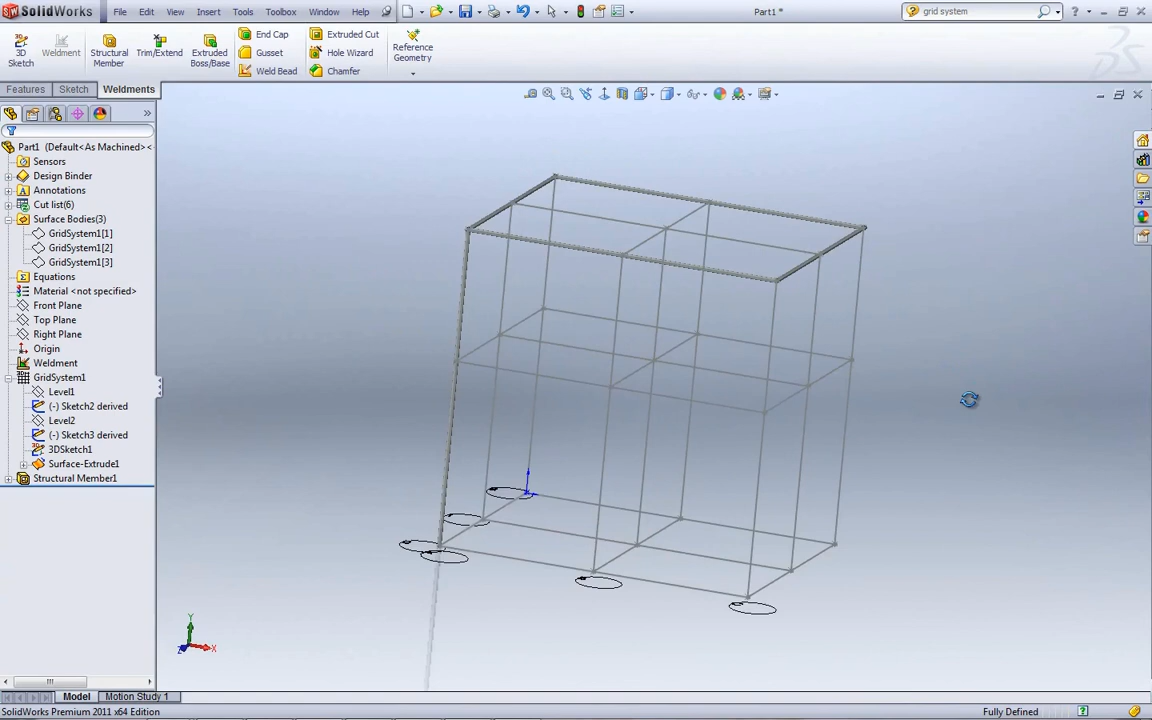 SolidWorks
File
Edit
View
Insert
Tools
Toolbox
Window
Help
Part1 *
grid system
3D Sketch
Weldment
Structural Member
Trim/Extend
Extruded Boss/Base
End Cap
Gusset
Weld Bead
Extruded Cut
Hole Wizard
Chamfer
Reference Geometry
Features
Sketch
Weldments
Part1 (Default<As Machined><
Sensors
Design Binder
Annotations
Cut list(6)
Surface Bodies(3)
GridSystem1[1]
GridSystem1[2]
GridSystem1[3]
Equations
Material <not specified>
Front Plane
Top Plane
Right Plane
Origin
Weldment
GridSystem1
Level1
(-) Sketch2 derived
Level2
(-) Sketch3 derived
3DSketch1
Surface-Extrude1
Structural Member1
Y
X
Z
Model
Motion Study 1
SolidWorks Premium 2011 x64 Edition
Fully Defined